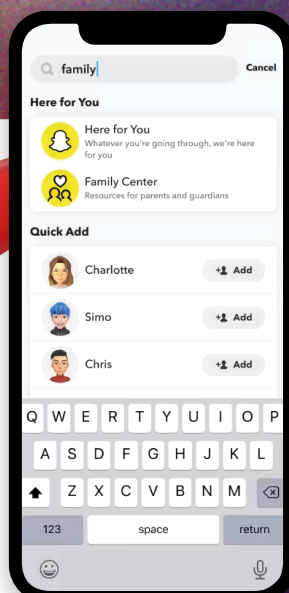 family
Cancel
Here for You
Here for You
Whatever you're going through, we're here
for you
Family Center
Resources for parents and guardians
Quick Add
Charlotte
Add
Simo
Add
Chris
Add
Q W E R T Y U I O P
A S D F G H J K L
Z X C V B N M
123 space return